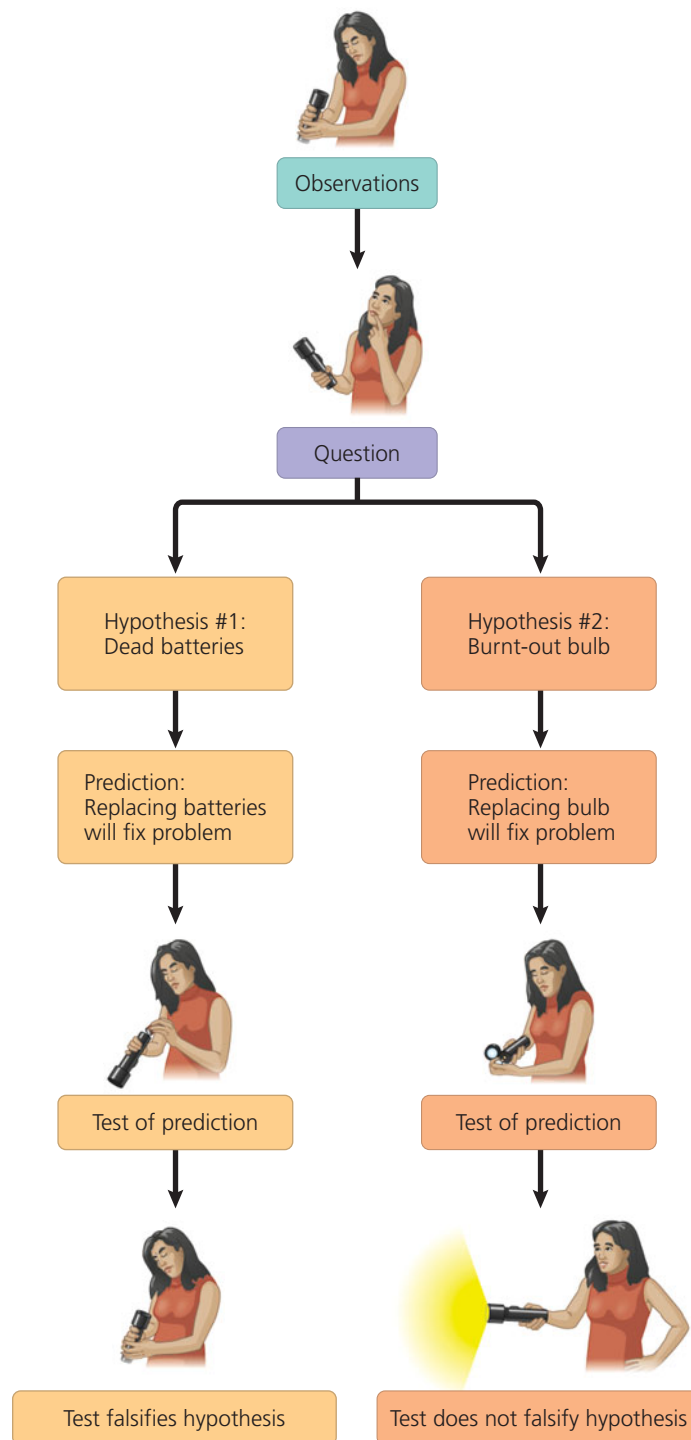 Observations
Question
Hypothesis #1:
Dead batteries
Hypothesis #2:
Burnt-out bulb
Prediction:
Replacing batteries
will fix problem
Prediction:
Replacing bulb
will fix problem
Test of prediction
Test of prediction
Test falsifies hypothesis
Test does not falsify hypothesis